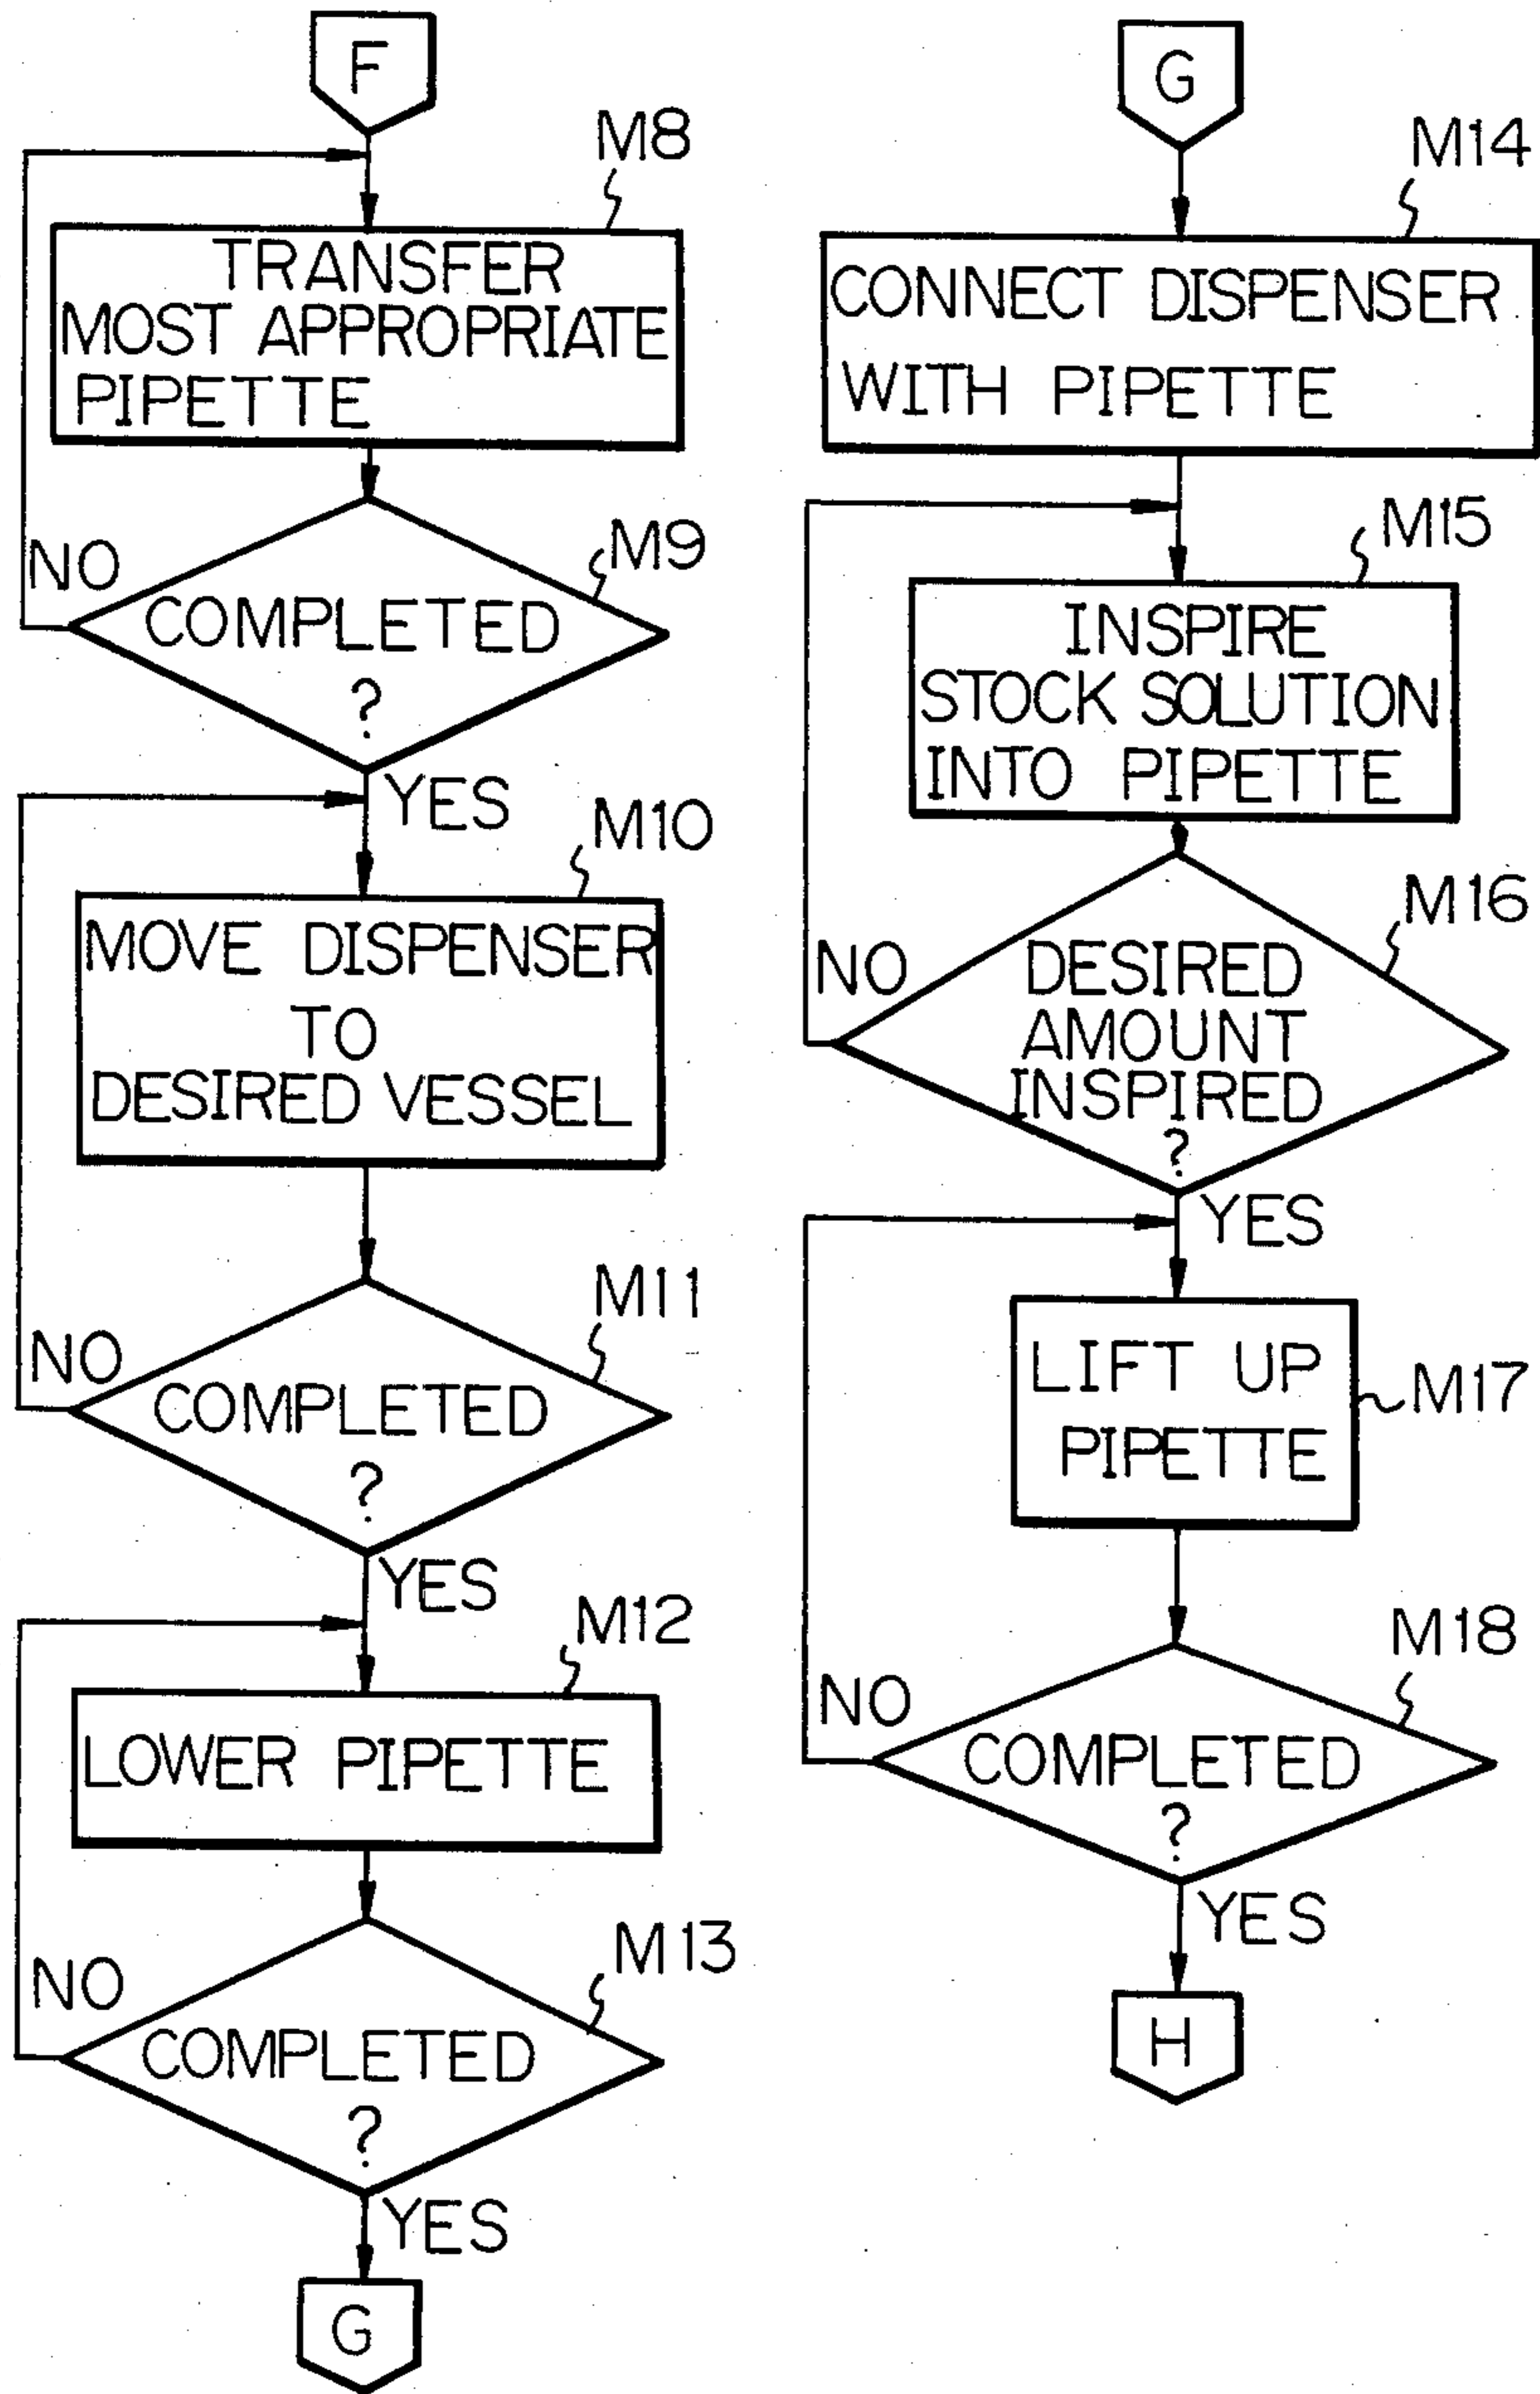 F
M8
TRANSFER
MOST APPROPRIATE
PIPETTE
M9
NO
COMPLETED
?
YES
M10
MOVE DISPENSER
TO
DESIRED VESSEL
M11
NO
COMPLETED
?
YES
M12
LOWER PIPETTE
M13
NO
COMPLETED
?
YES
G
G
M14
CONNECT DISPENSER
WITH PIPETTE
M15
INSPIRE
STOCK SOLUTION
INTO PIPETTE
M16
NO
DESIRED
AMOUNT
INSPIRED
?
YES
LIFT UP
PIPETTE
M17
M18
NO
COMPLETED
?
YES
H